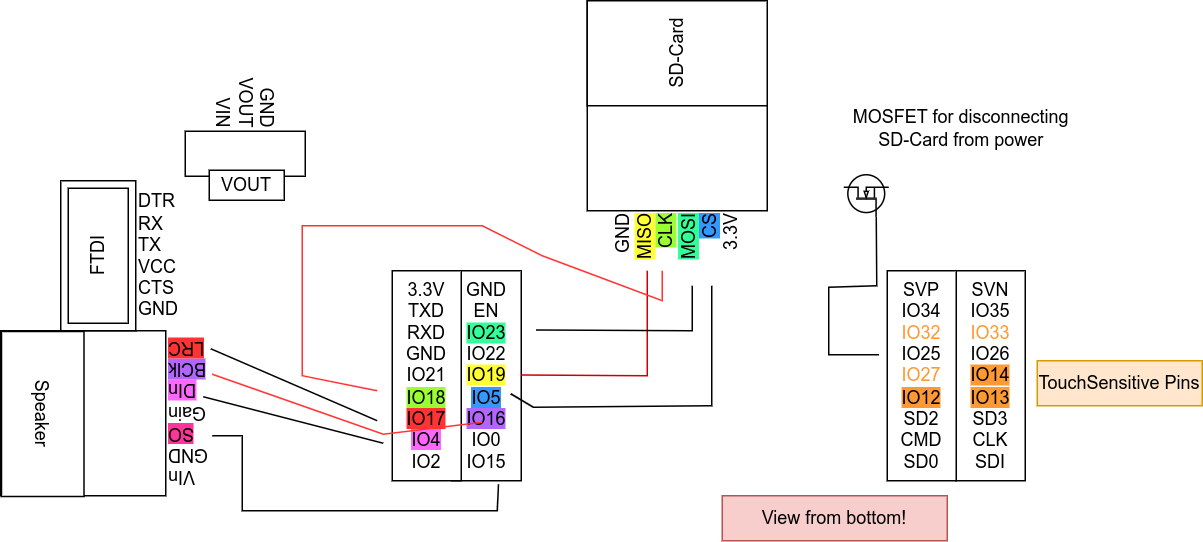 SD-Card
GND
MISO
CLK
MOSI
CS
3.3V
MOSFET for disconnecting
SD-Card from power
VIN
VOUT
GND
VOUT
FTDI
DTR
RX
TX
VCC
CTS
GND
Speaker
LRC
BClk
DIn
Gain
SO
GND
VIn
3.3V GND
TXD EN
RXD IO23
GND IO22
IO21 IO19
IO18 IO5
IO17 IO16
IO4 IO0
IO2 IO15
SVP SVN
IO34 IO35
IO32 IO33
IO25 IO26
IO27 IO14
IO12 IO13
SD2 SD3
CMD CLK
SD0 SDI
TouchSensitive Pins
View from bottom!